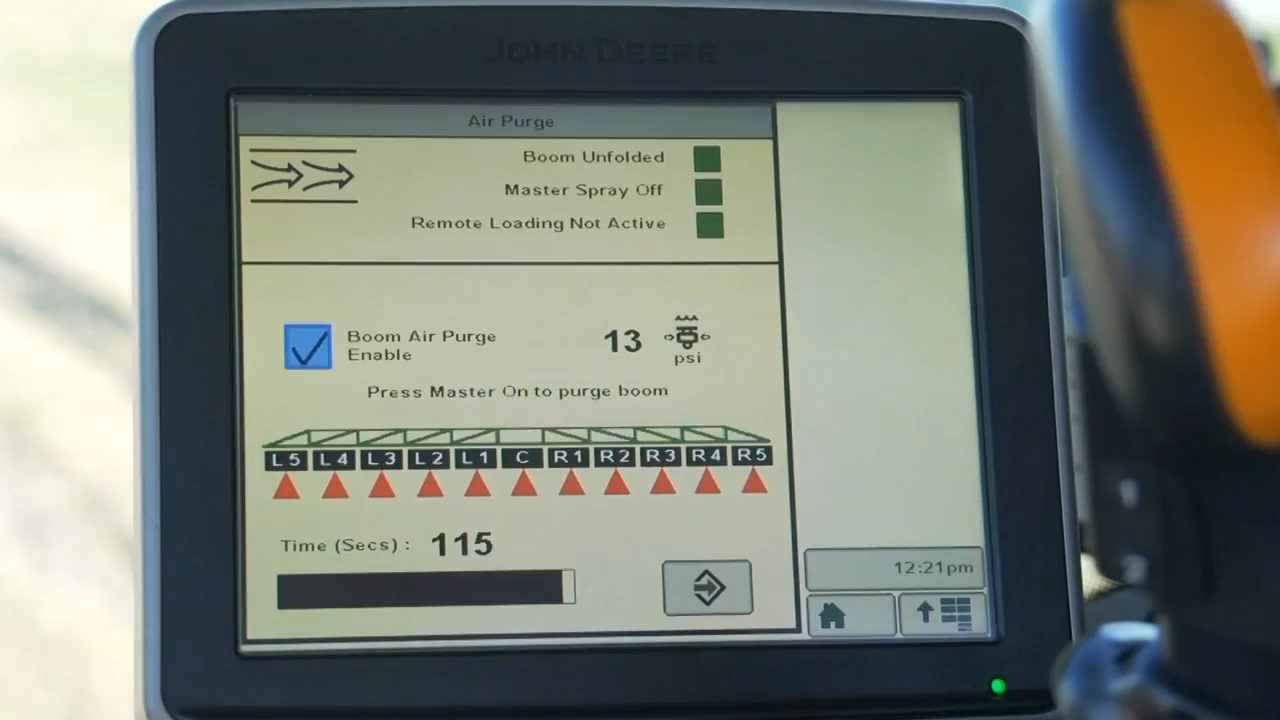 JOHN DEERE
Air Purge
Boom Unfolded
Master Spray Off
Remote Loading Not Active
Boom Air Purge
Enable
13
psi
Press Master On to purge boom
L5 L4 L3 L2 L1 C R1 R2 R3 R4 R5
Time (Secs) : 115
12:21pm
1
2